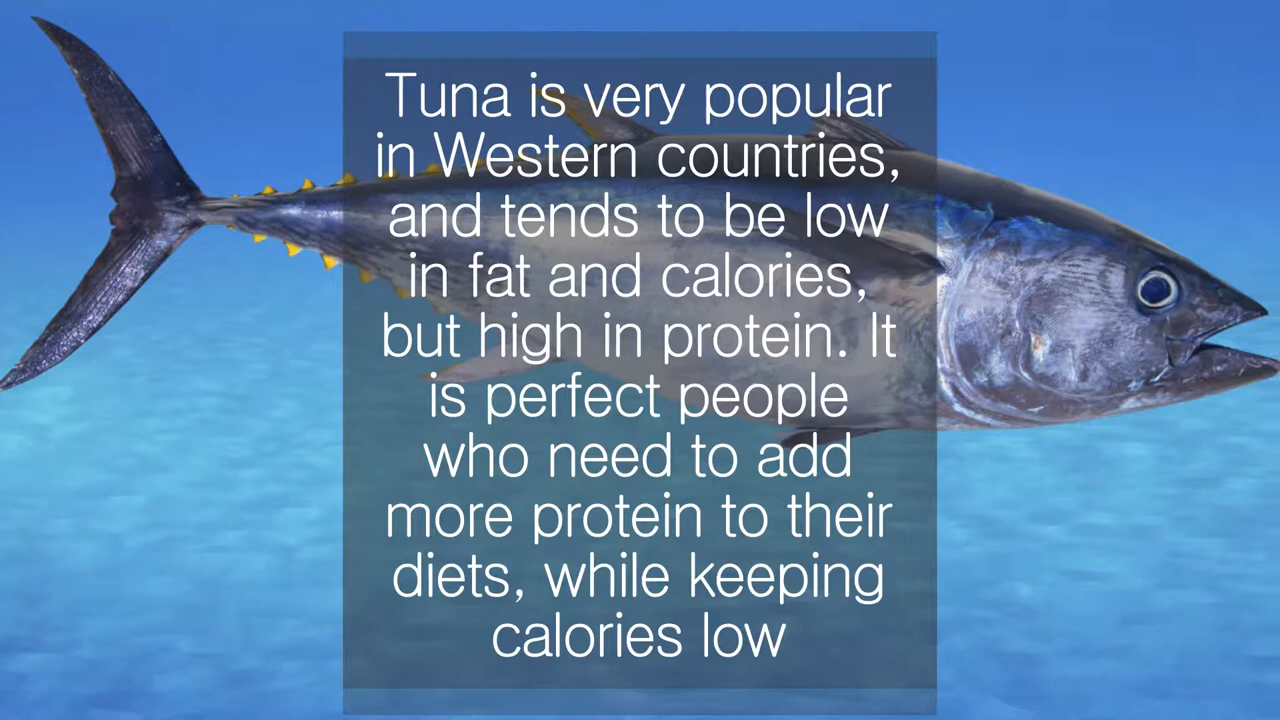 Tuna is very popular
in Western countries,
and tends to be low
in fat and calories,
but high in protein. It
is perfect people
who need to add
more protein to their
diets, while keeping
calories low